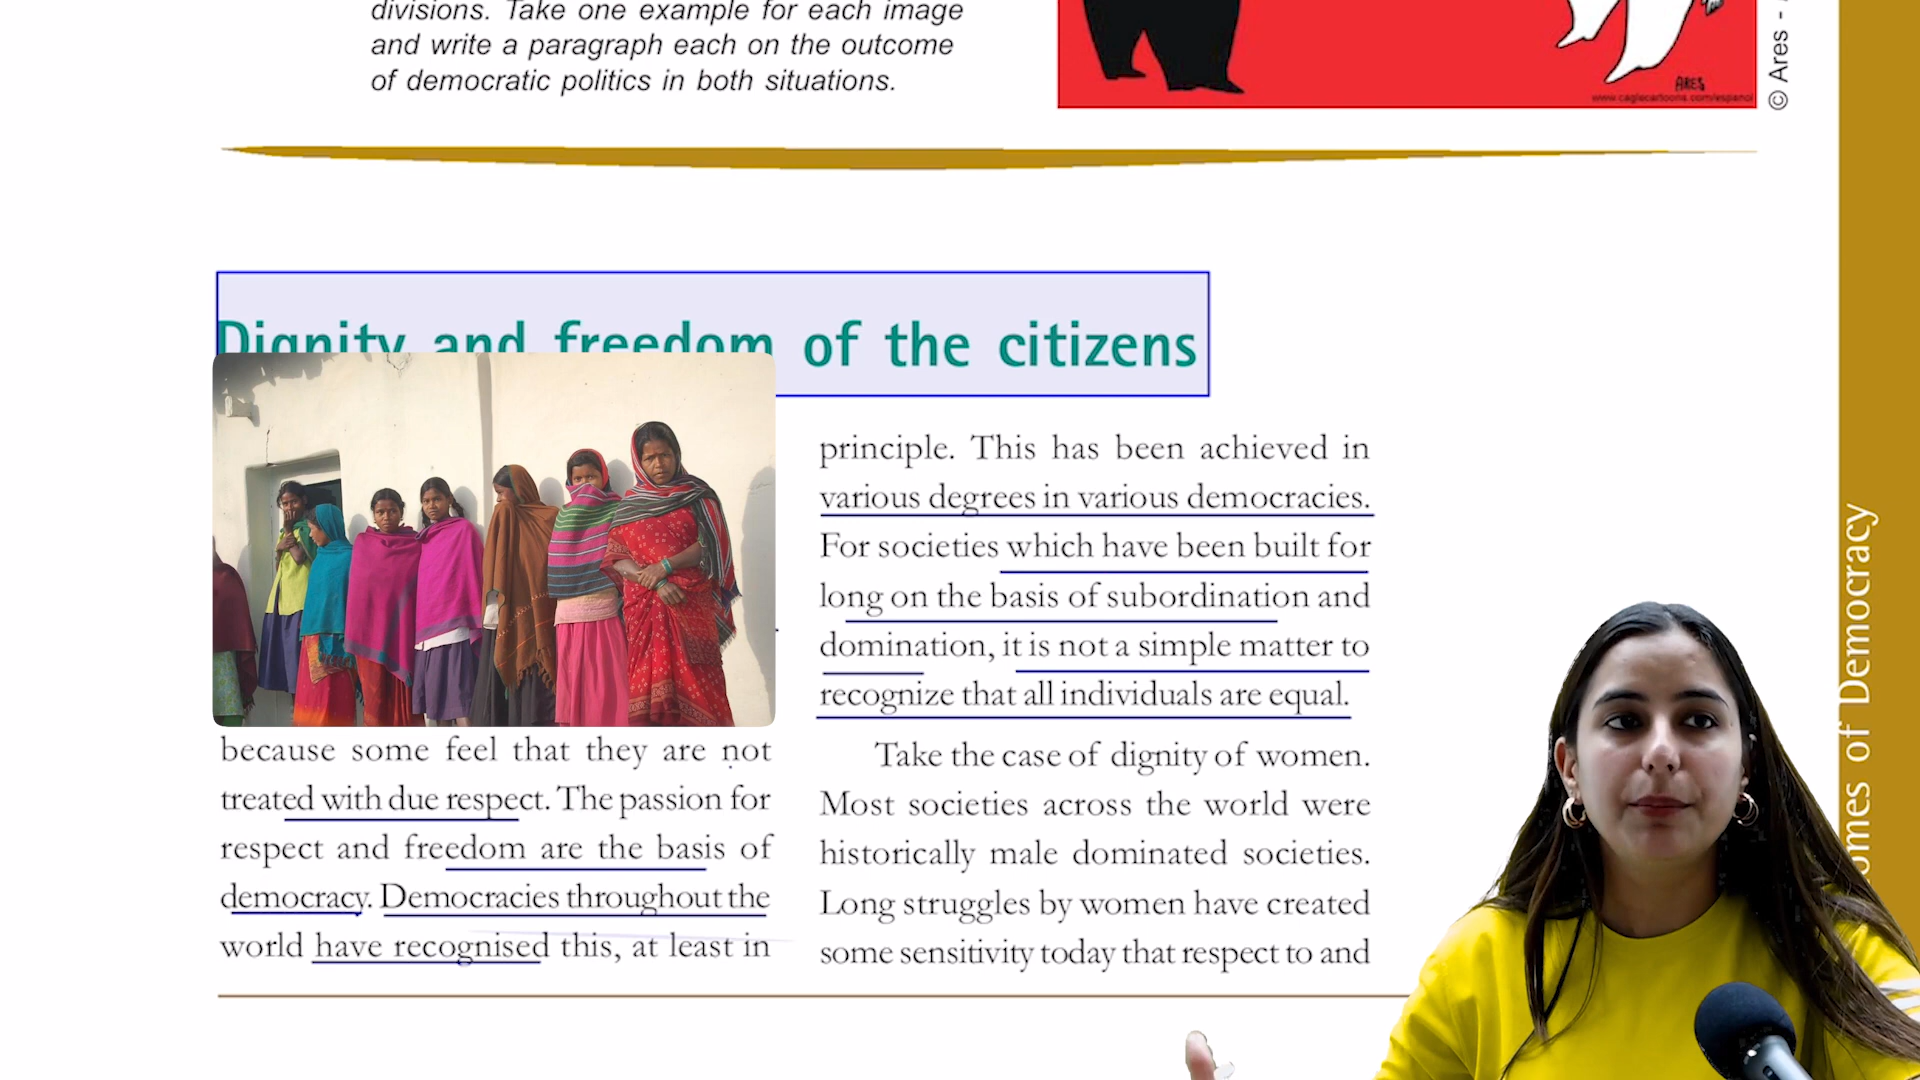 divisions. Take one example for each image
and write a paragraph each on the outcome
of democratic politics in both situations.
ARES
www.caglecartoons.com/espanol
© Ares -
Dignity and freedom of the citizens
because some feel that they are not
treated with due respect. The passion for
respect and freedom are the basis of
democracy. Democracies throughout the
world have recognised this, at least in
principle. This has been achieved in
various degrees in various democracies.
For societies which have been built for
long on the basis of subordination and
domination, it is not a simple matter to
recognize that all individuals are equal.
Take the case of dignity of women.
Most societies across the world were
historically male dominated societies.
Long struggles by women have created
some sensitivity today that respect to and
omes of Democracy